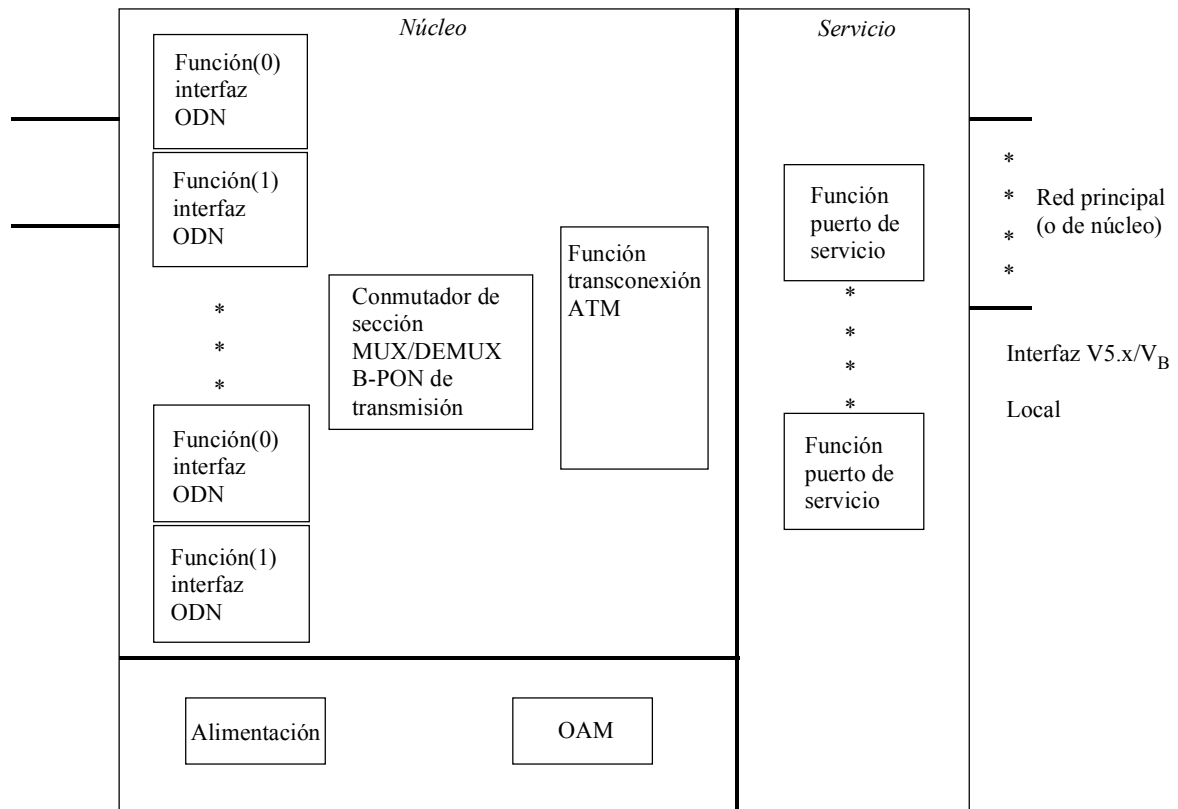 Núcleo
Servicio
Función(0)
interfaz
ODN
Función(1)
interfaz
ODN
*
*
*
Función(0)
interfaz
ODN
Función(1)
interfaz
ODN
Conmutador de
sección
MUX/DEMUX
B-PON de
transmisión
Función
transconexión
ATM
Función
puerto de
servicio
*
*
*
*
Función
puerto de
servicio
*
*
*
*
Red principal
(o de núcleo)
Interfaz V5.x/VB
Local
Alimentación
OAM